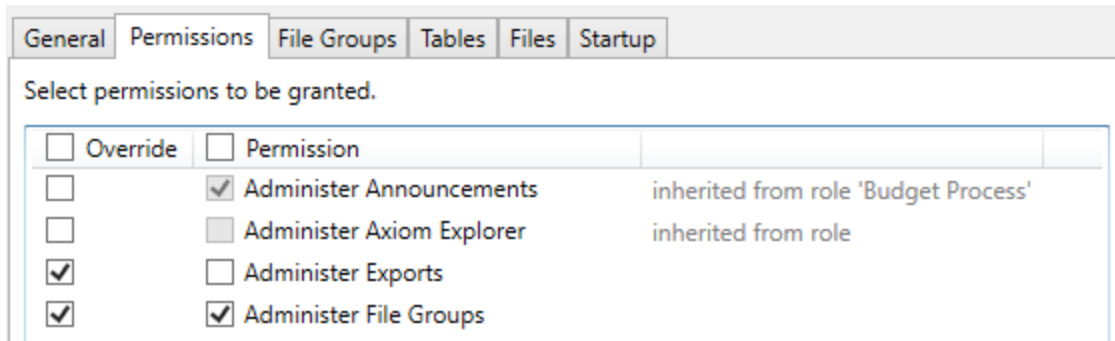 General Permissions File Groups Tables Files Startup
Select permissions to be granted.
Override Permission
Administer Announcements inherited from role 'Budget Process'
Administer Axiom Explorer inherited from role
Administer Exports
Administer File Groups